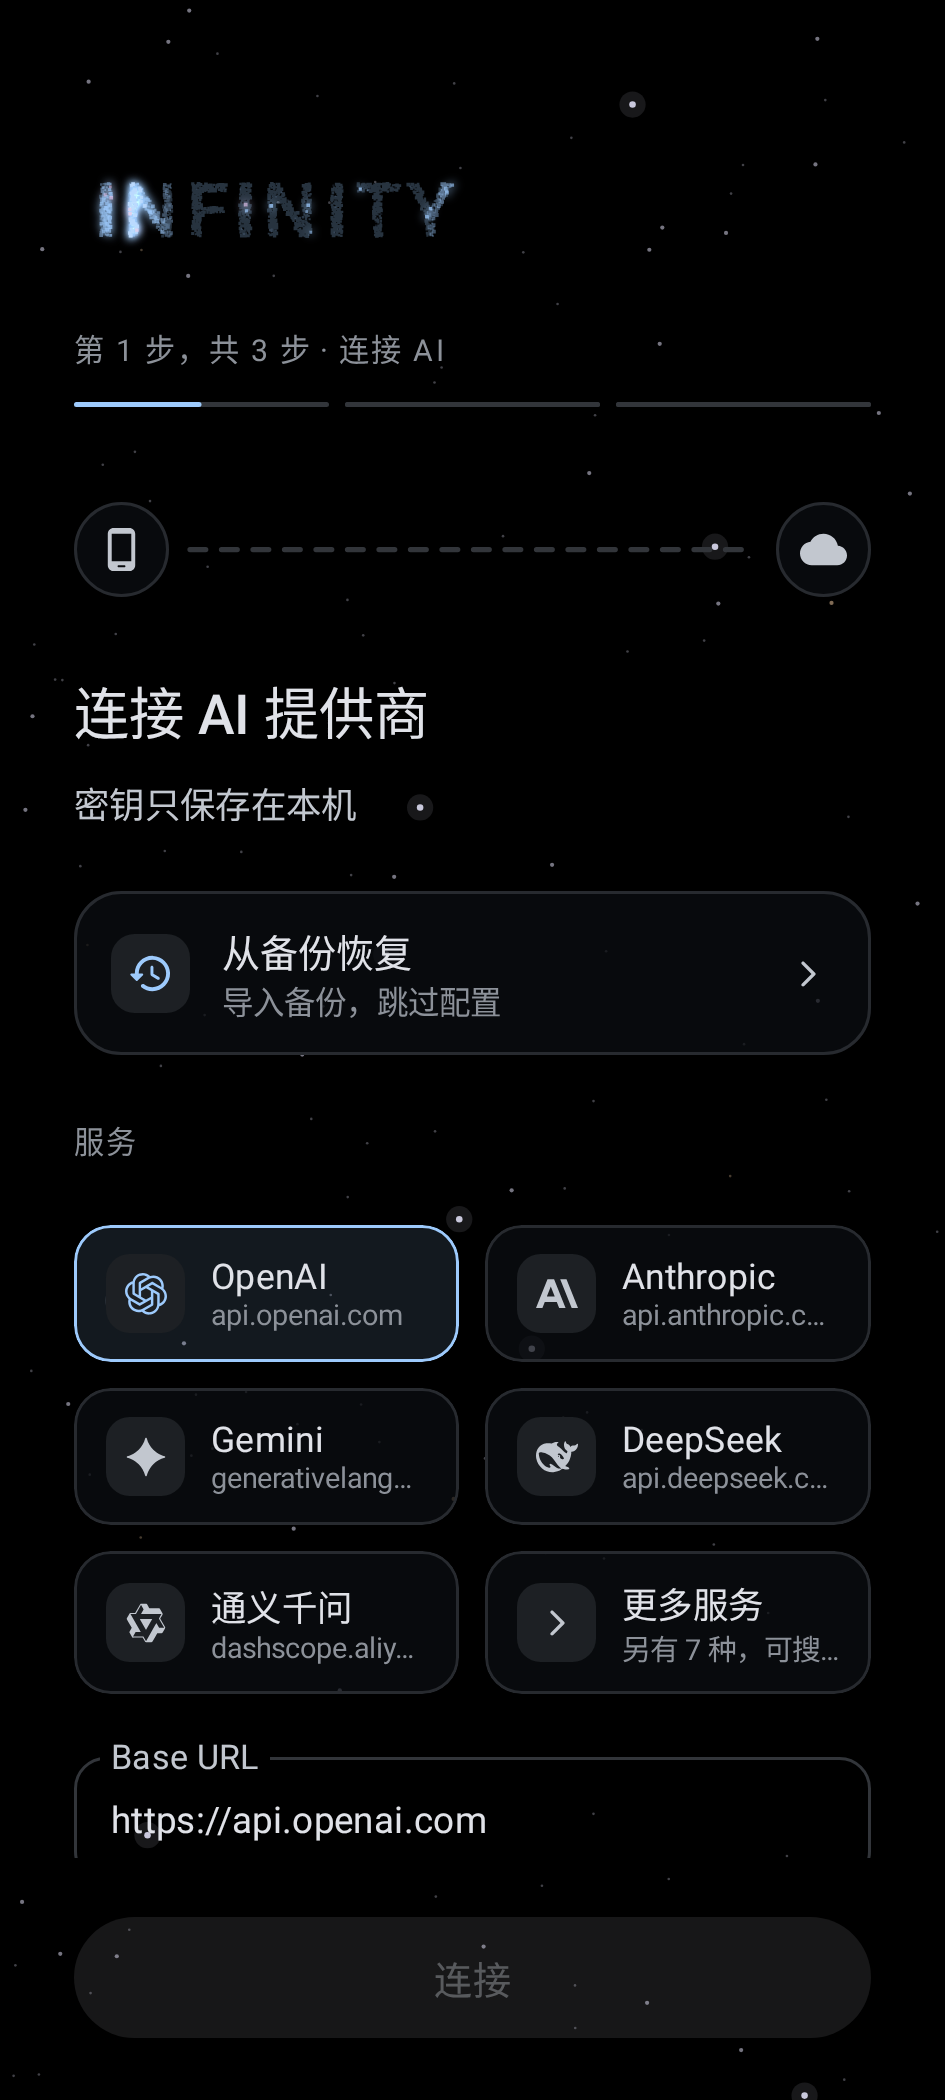 INFINITY
第 1 步，共 3 步 · 连接 AI
连接 AI 提供商
密钥只保存在本机
从备份恢复
导入备份，跳过配置
服务
OpenAI
api.openai.com
Anthropic
api.anthropic.c...
Gemini
generativelang...
DeepSeek
api.deepseek.c...
通义千问
dashscope.aliy...
更多服务
另有 7 种，可搜...
Base URL
https://api.openai.com
连接